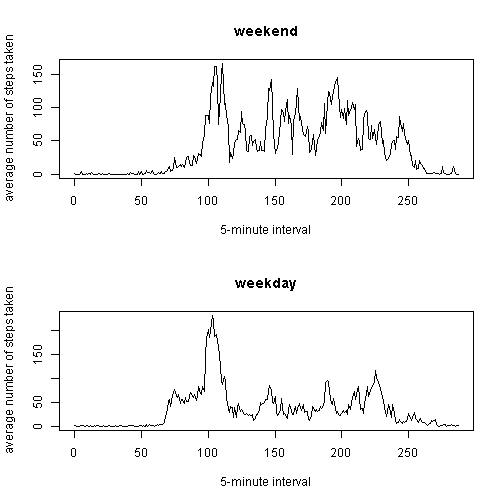 weekend
average number of steps taken
150
100
50
0
0 50 100 150 200 250
5-minute interval
weekday
average number of steps taken
150
50
0
0 50 100 150 200 250
5-minute interval